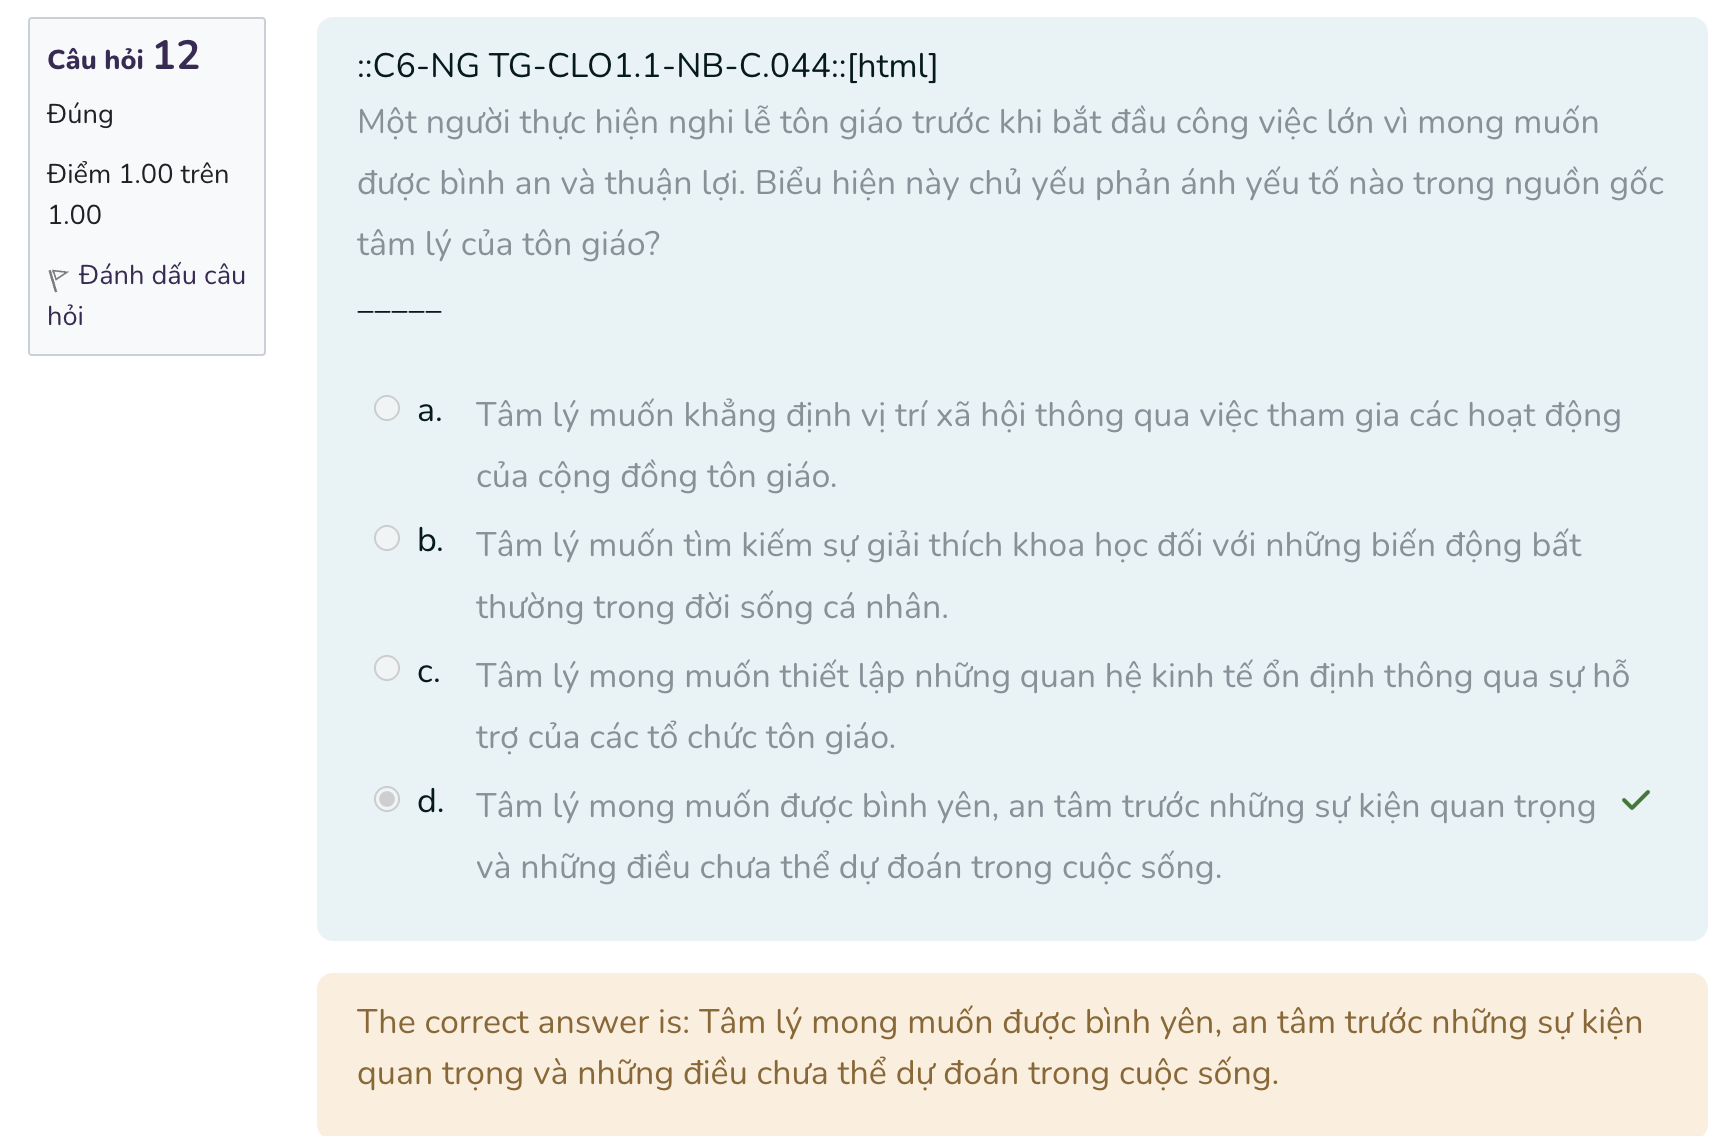 Câu hỏi 12
Đúng
Điểm 1.00 trên
1.00
Đánh dấu câu
hỏi
::C6-NG TG-CLO1.1-NB-C.044::[html]
Một người thực hiện nghi lễ tôn giáo trước khi bắt đầu công việc lớn vì mong muốn
được bình an và thuận lợi. Biểu hiện này chủ yếu phản ánh yếu tố nào trong nguồn gốc
tâm lý của tôn giáo?
_____
a. Tâm lý muốn khẳng định vị trí xã hội thông qua việc tham gia các hoạt động
của cộng đồng tôn giáo.
b. Tâm lý muốn tìm kiếm sự giải thích khoa học đối với những biến động bất
thường trong đời sống cá nhân.
c. Tâm lý mong muốn thiết lập những quan hệ kinh tế ổn định thông qua sự hỗ
trợ của các tổ chức tôn giáo.
d. Tâm lý mong muốn được bình yên, an tâm trước những sự kiện quan trọng
và những điều chưa thể dự đoán trong cuộc sống.
The correct answer is: Tâm lý mong muốn được bình yên, an tâm trước những sự kiện
quan trọng và những điều chưa thể dự đoán trong cuộc sống.